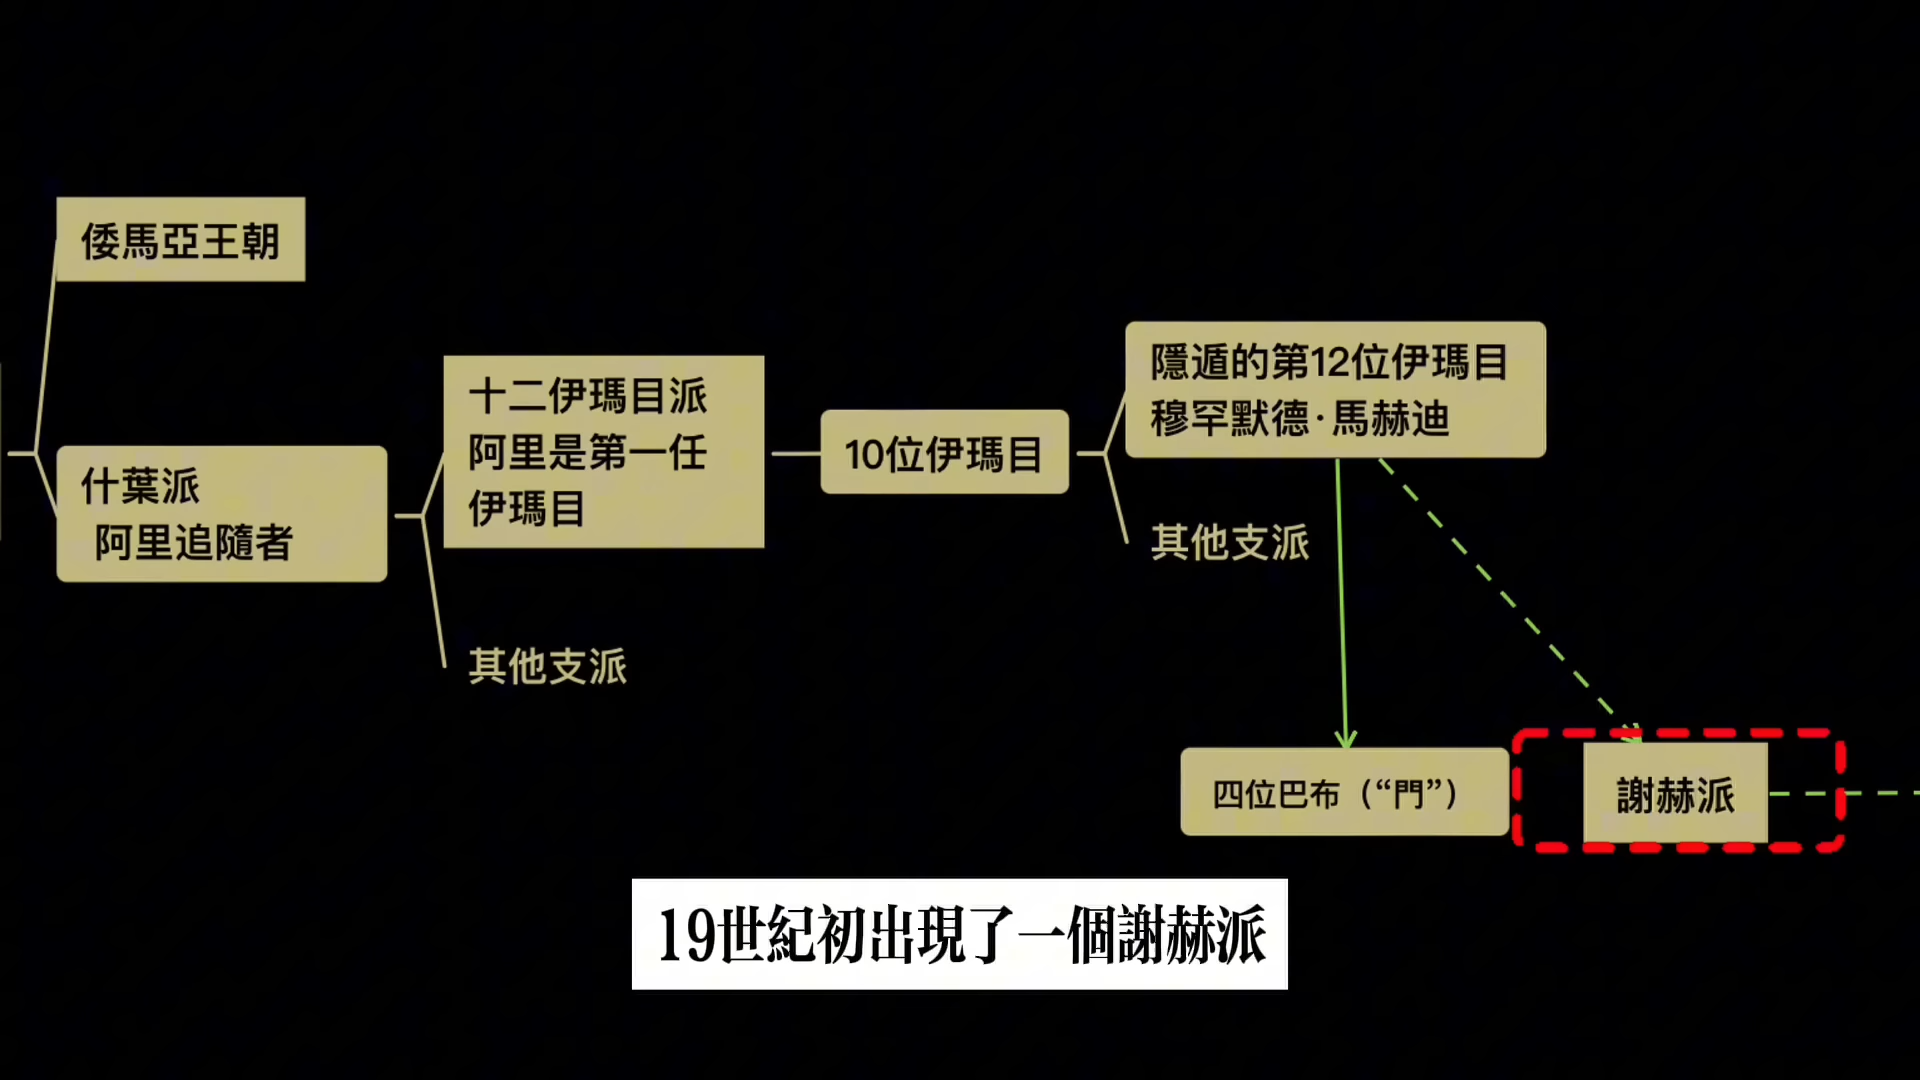 倭馬亞王朝
什葉派
阿里追隨者
十二伊瑪目派
阿里是第一任
伊瑪目
其他支派
10位伊瑪目
隱遁的第12位伊瑪目
穆罕默德·馬赫迪
其他支派
四位巴布（“門”）
謝赫派
19世紀初出現了一個謝赫派